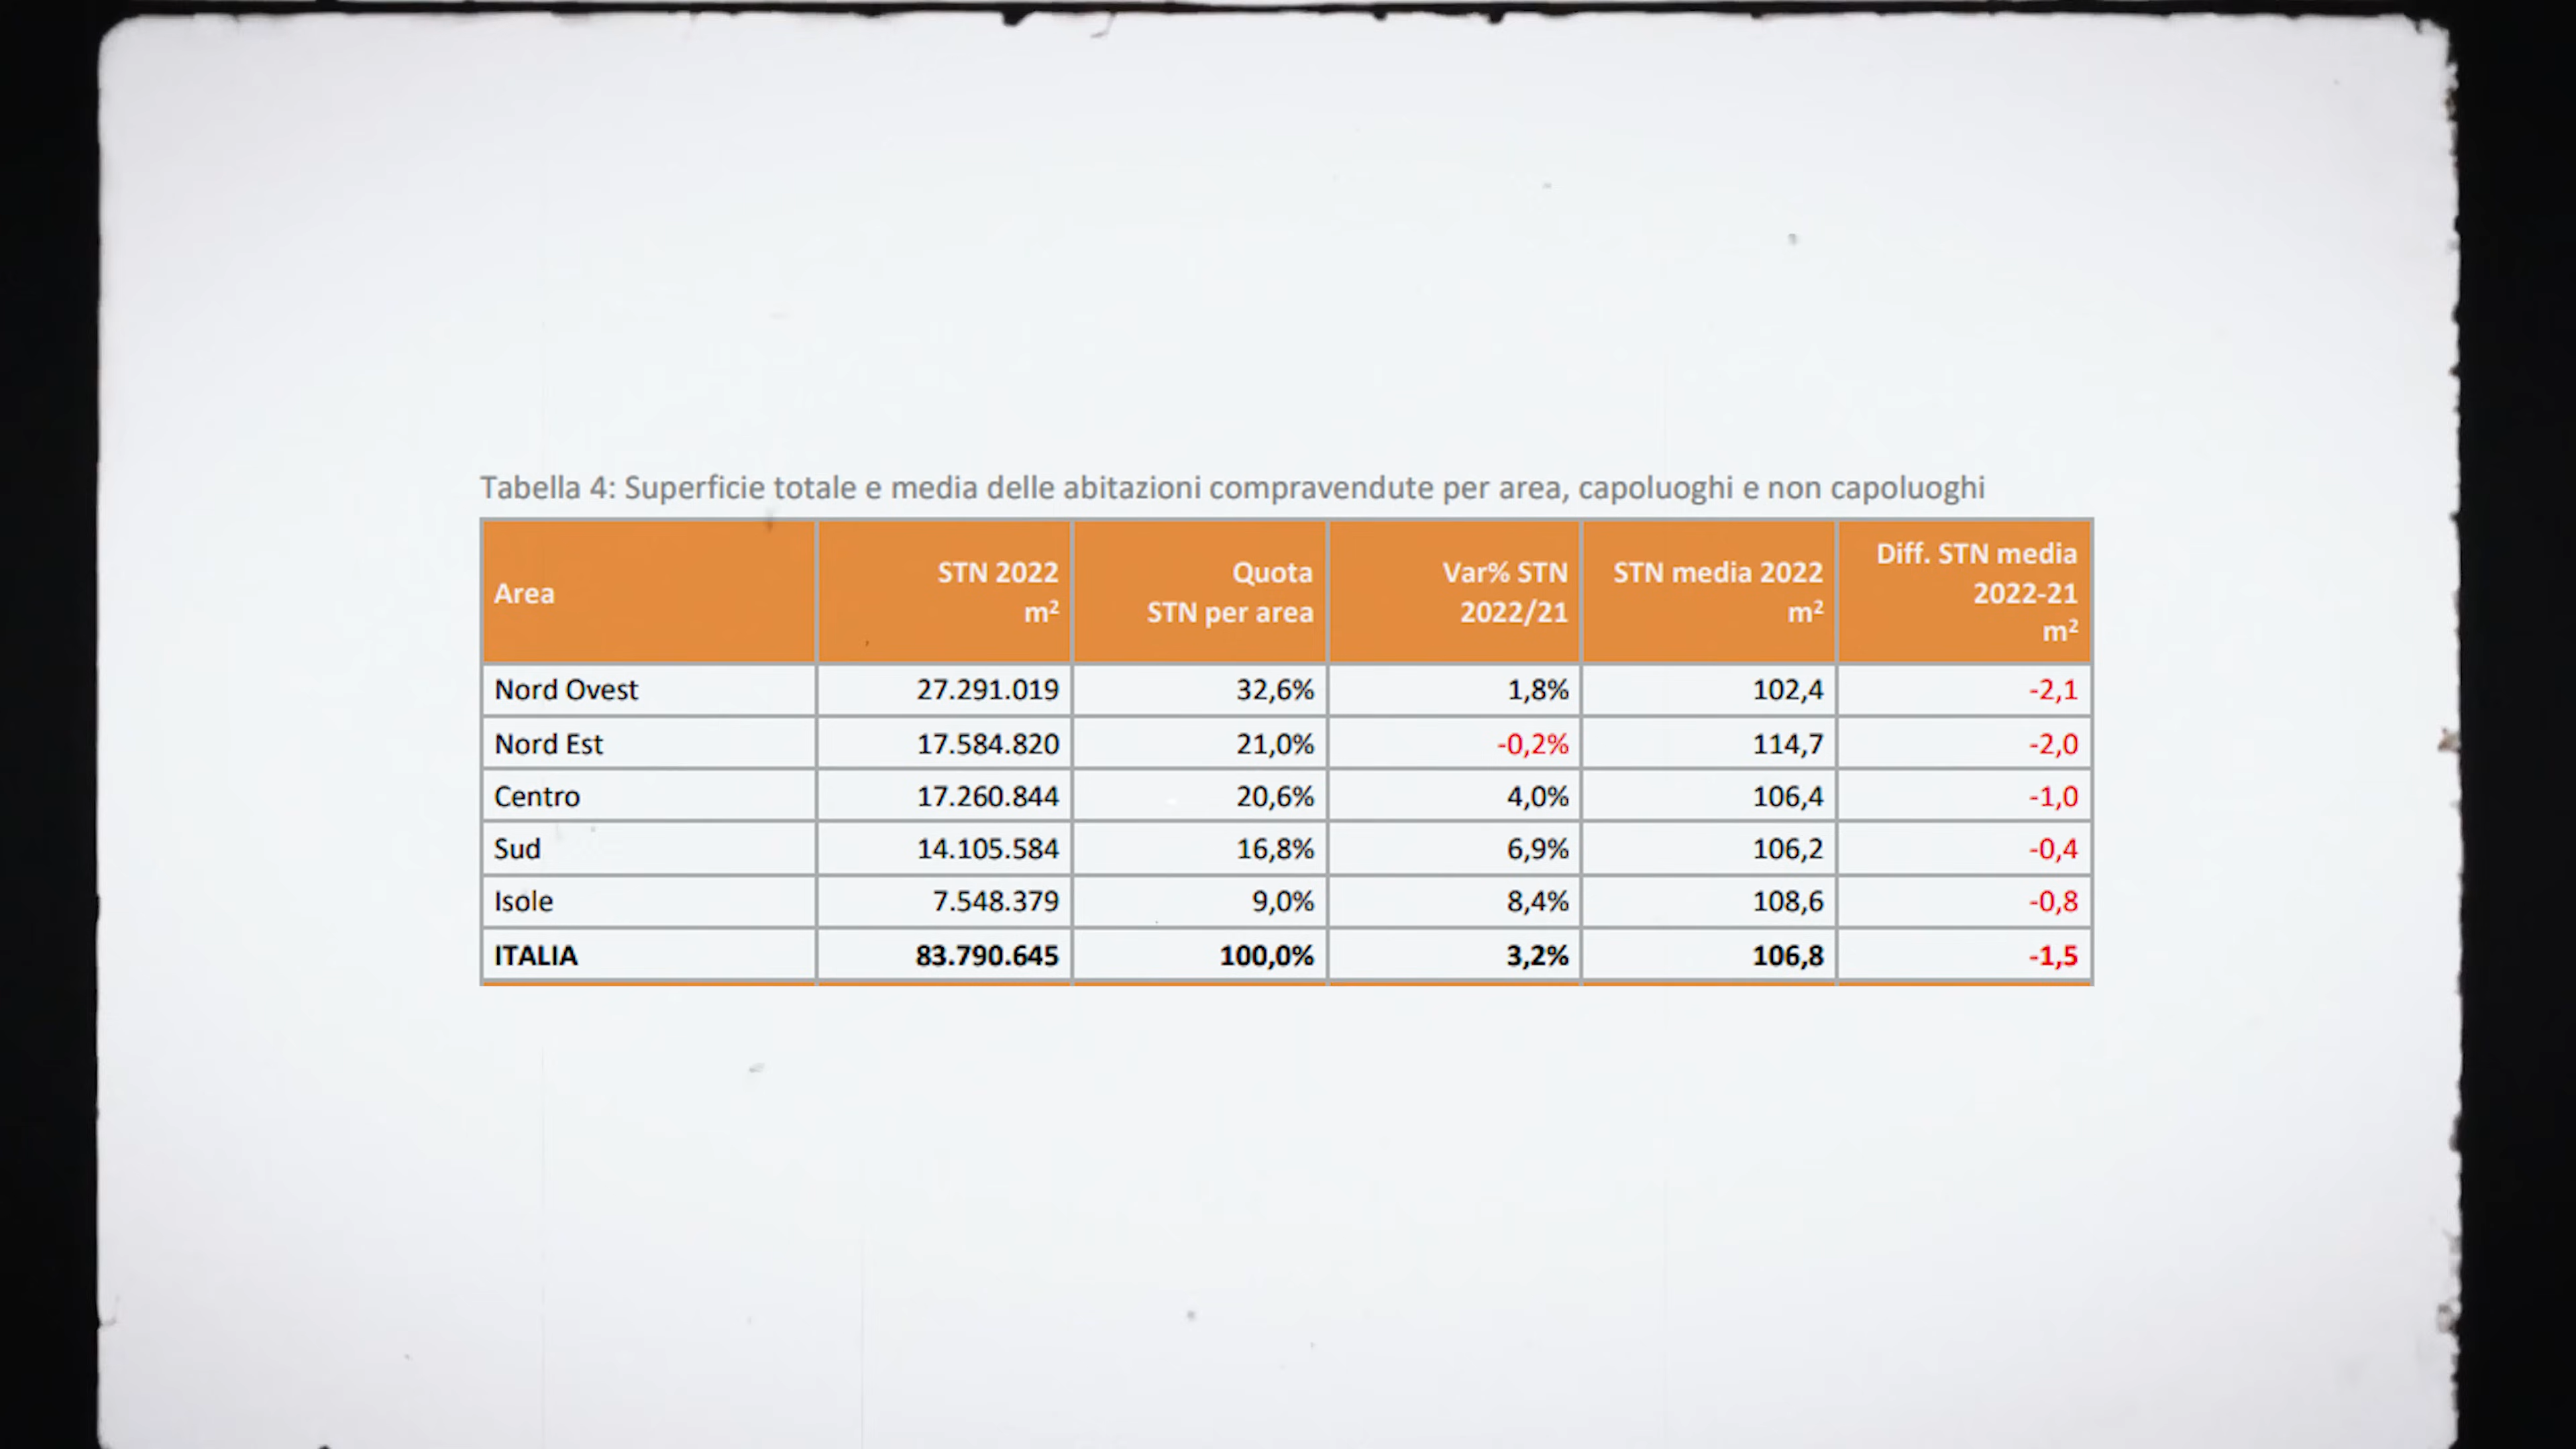 Tabella 4: Superficie totale e media delle abitazioni compravendute per area, capoluoghi e non capoluoghi
Area STN 2022 m² Quota STN per area Var% STN 2022/21 STN media 2022 m² Diff. STN media 2022-21 m²
Nord Ovest 27.291.019 32,6% 1,8% 102,4 -2,1
Nord Est 17.584.820 21,0% -0,2% 114,7 -2,0
Centro 17.260.844 20,6% 4,0% 106,4 -1,0
Sud 14.105.584 16,8% 6,9% 106,2 -0,4
Isole 7.548.379 9,0% 8,4% 108,6 -0,8
ITALIA 83.790.645 100,0% 3,2% 106,8 -1,5